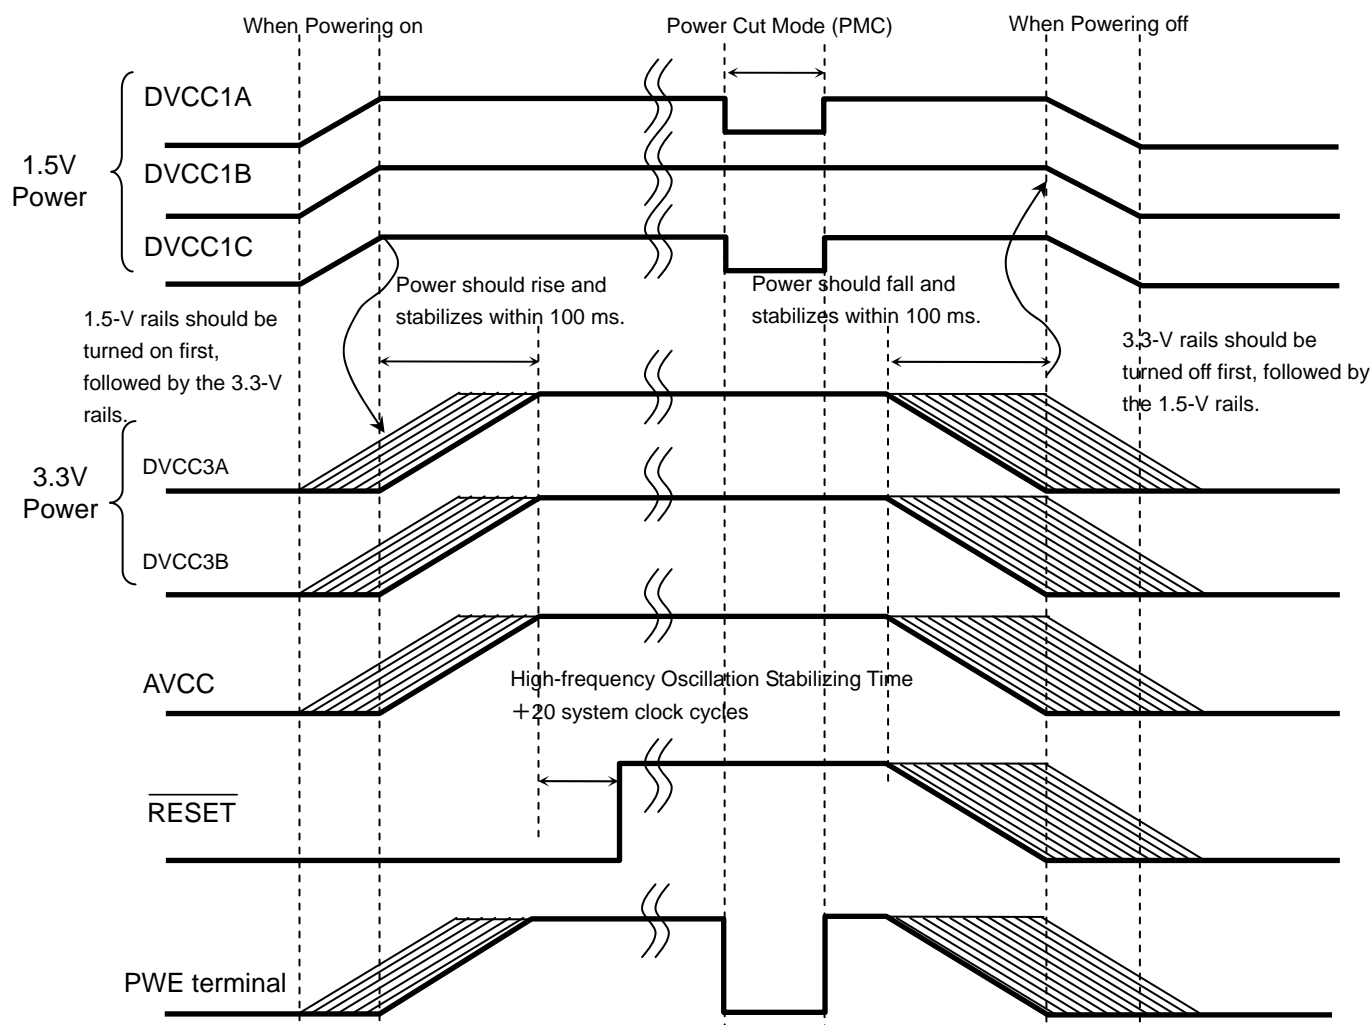 When Powering on
Power Cut Mode (PMC)
When Powering off
DVCC1A
1.5V
Power
DVCC1B
DVCC1C
Power should rise and
stabilizes within 100 ms.
Power should fall and
stabilizes within 100 ms.
1.5-V rails should be
turned on first,
followed by the 3.3-V
rails.
3.3-V rails should be
turned off first, followed by
the 1.5-V rails.
DVCC3A
3.3V
Power
DVCC3B
AVCC
High-frequency Oscillation Stabilizing Time
+20 system clock cycles
RESET
PWE terminal